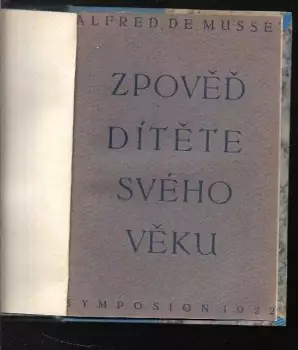 ALFRED DE MUSSE
ZPOVĚĎ
DÍTĚTE
SVÉHO
VĚKU
SYMPOSION 1922